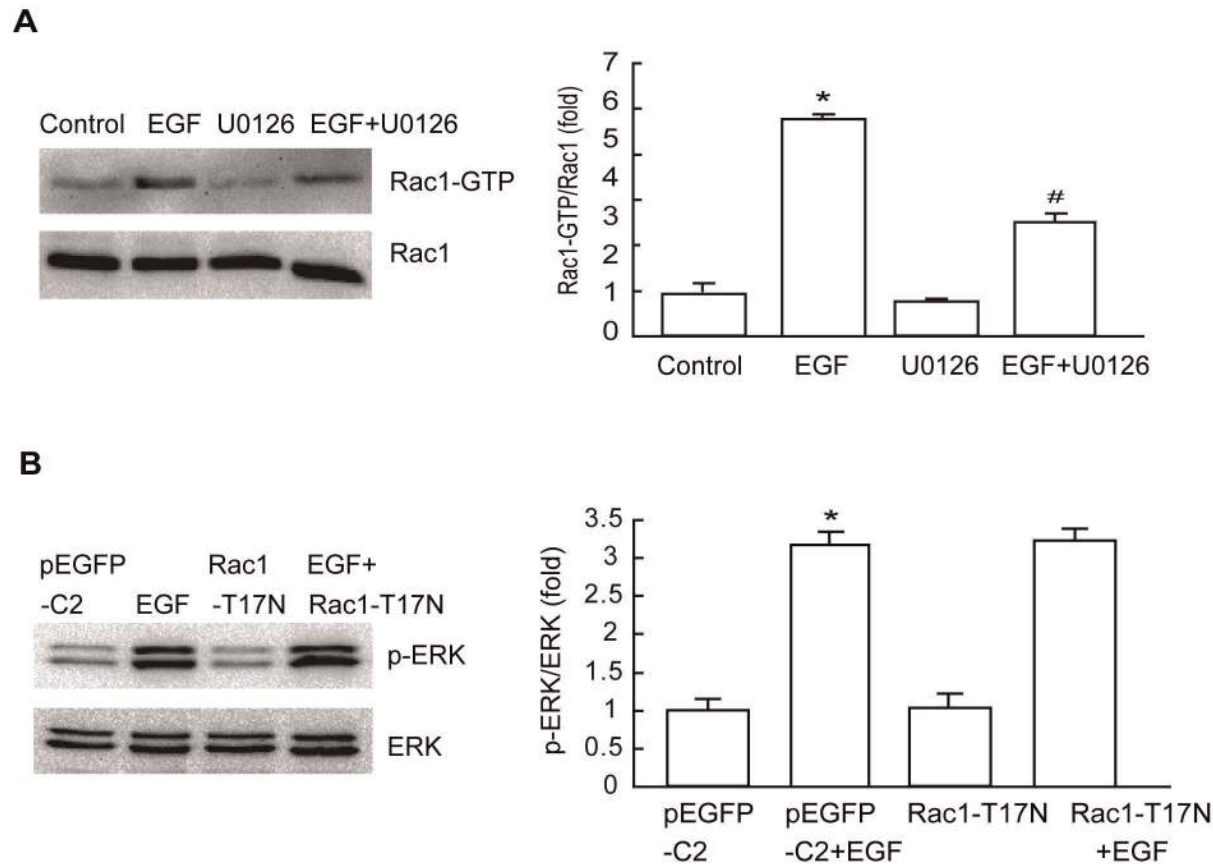 A
Control EGF U0126 EGF+U0126
Rac1-GTP
Rac1
Rac1-GTP/Rac1 (fold)
7
6
5
4
3
2
1
0
*
#
Control EGF U0126 EGF+U0126
B
pEGFP Rac1 EGF+
-C2 EGF -T17N Rac1-T17N
p-ERK
ERK
p-ERK/ERK (fold)
3.5
3
2.5
2
1.5
1
0.5
0
*
pEGFP pEGFP Rac1-T17N Rac1-T17N
-C2 -C2+EGF +EGF